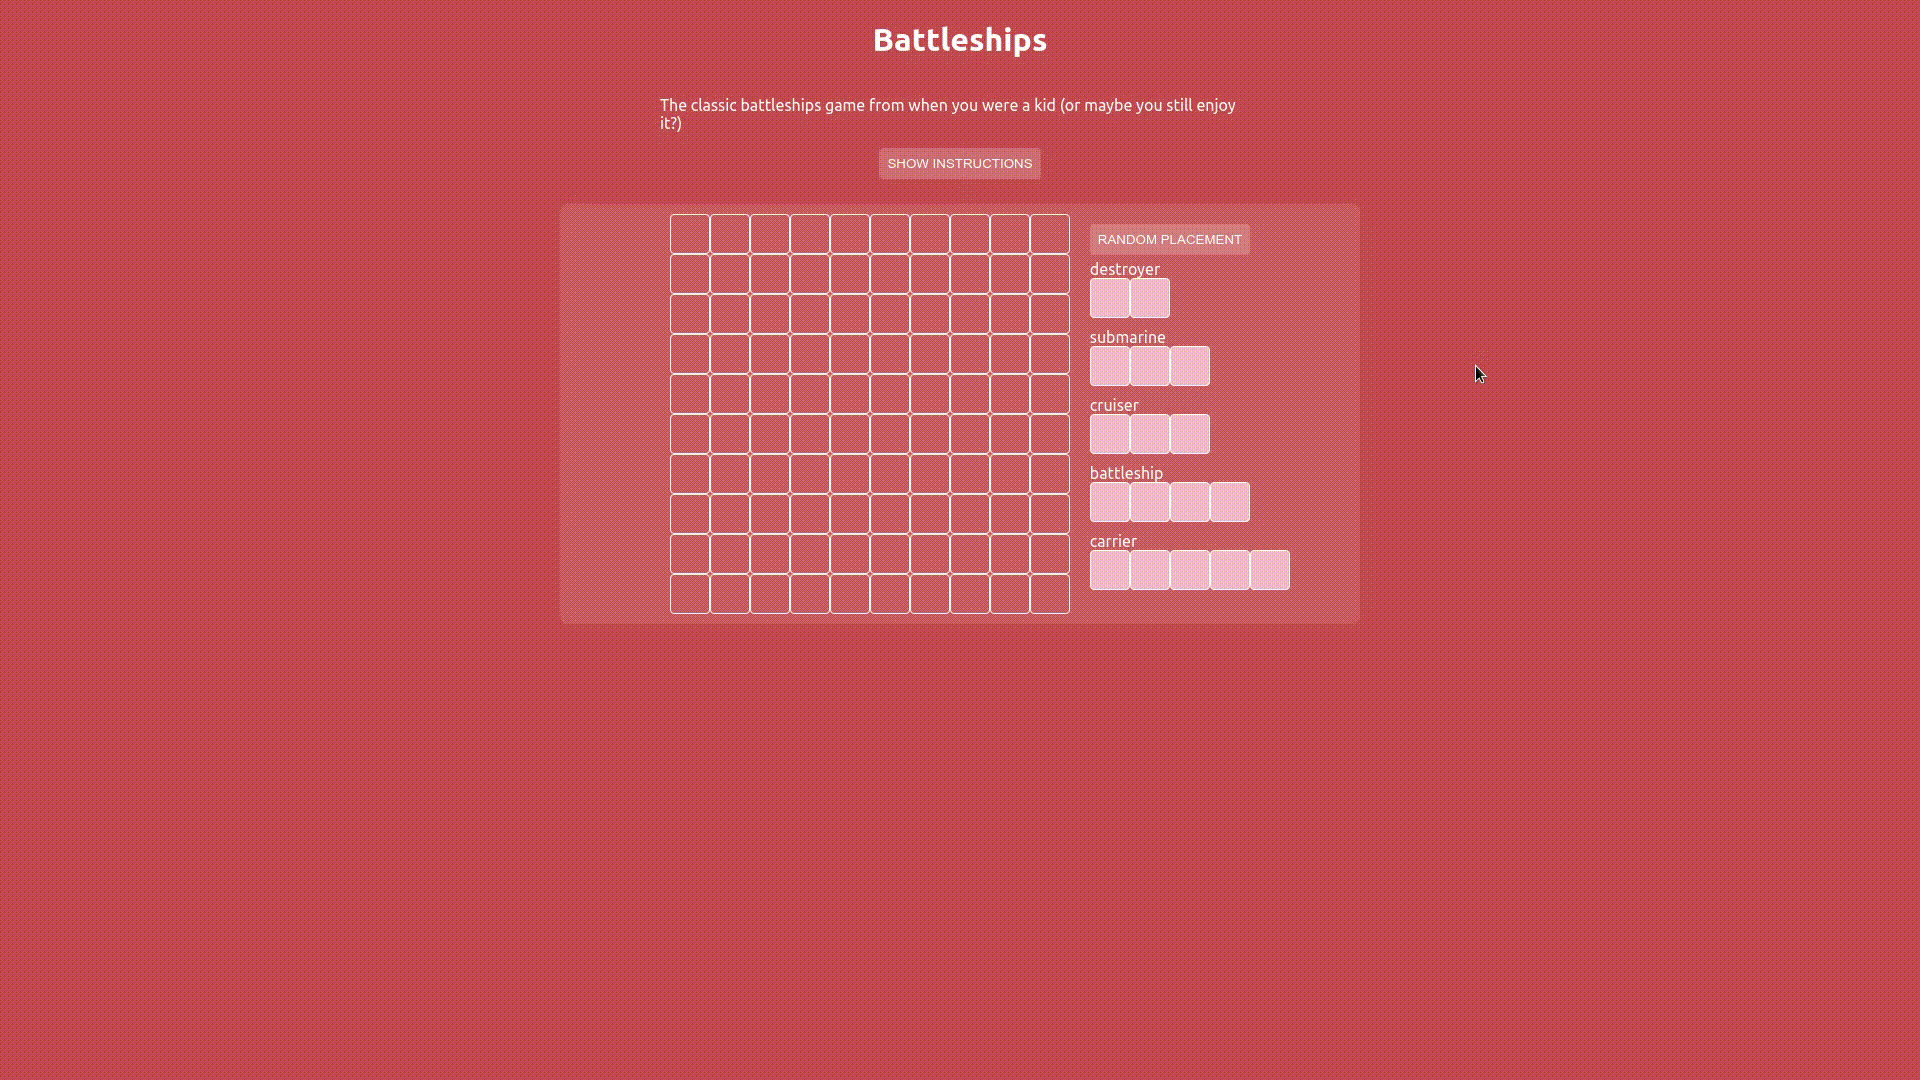 Battleships
The classic battleships game from when you were a kid (or maybe you still enjoy
it?)
SHOW INSTRUCTIONS
RANDOM PLACEMENT
destroyer
submarine
cruiser
battleship
carrier